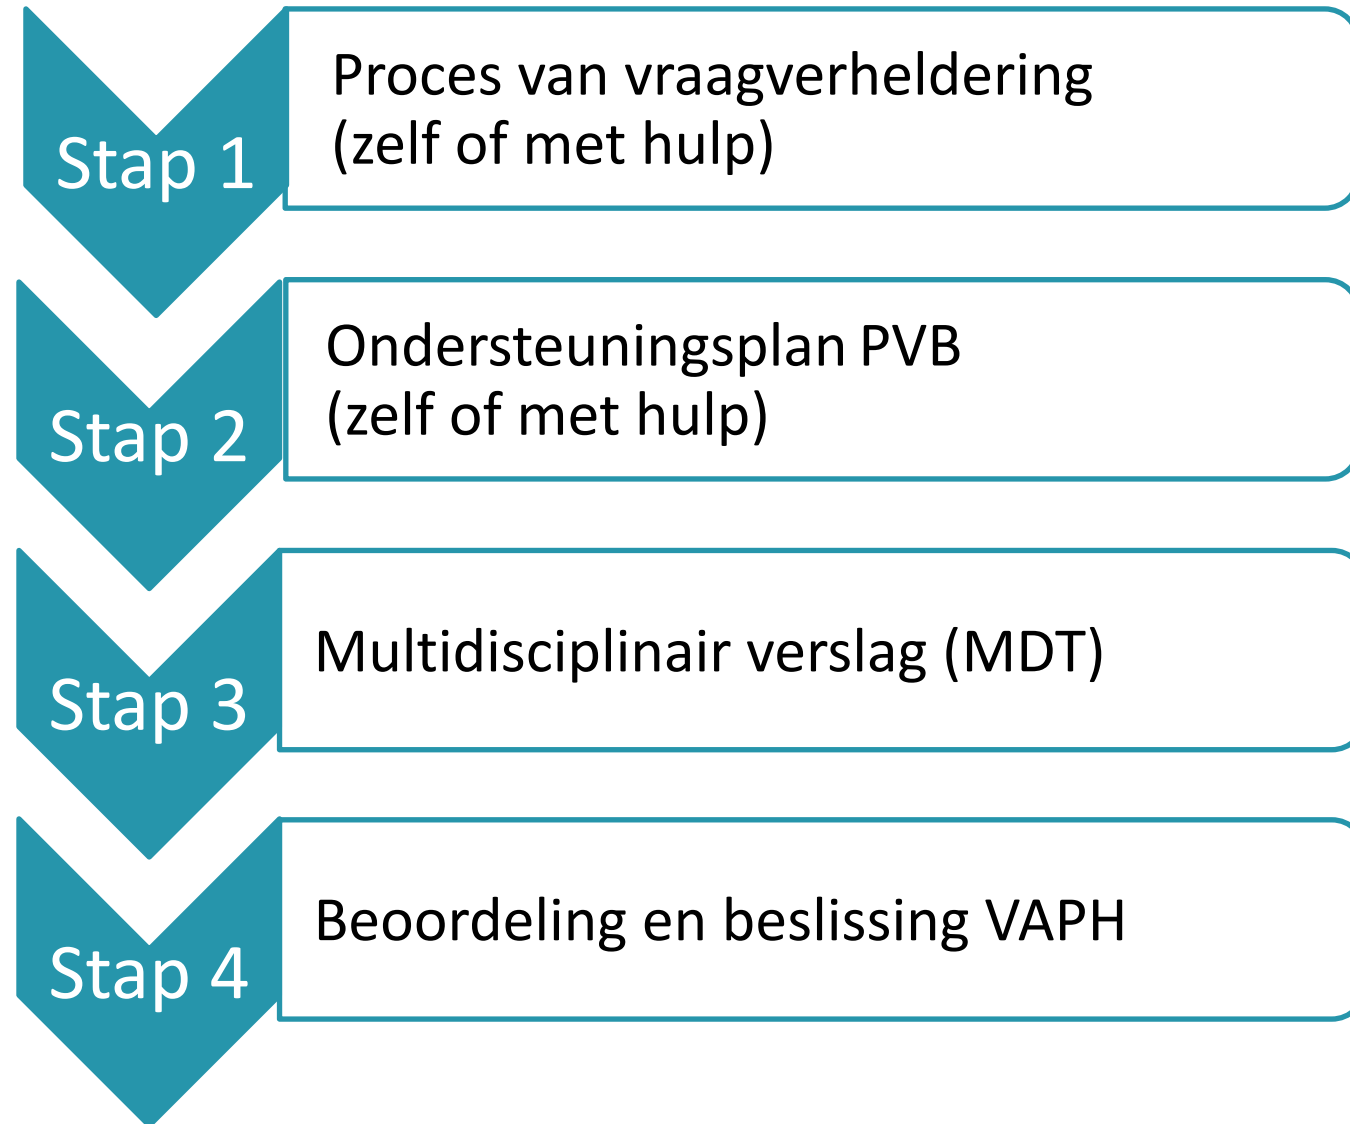 Stap 1
Proces van vraagverheldering
(zelf of met hulp)
Stap 2
Ondersteuningsplan PVB
(zelf of met hulp)
Stap 3
Multidisciplinair verslag (MDT)
Stap 4
Beoordeling en beslissing VAPH